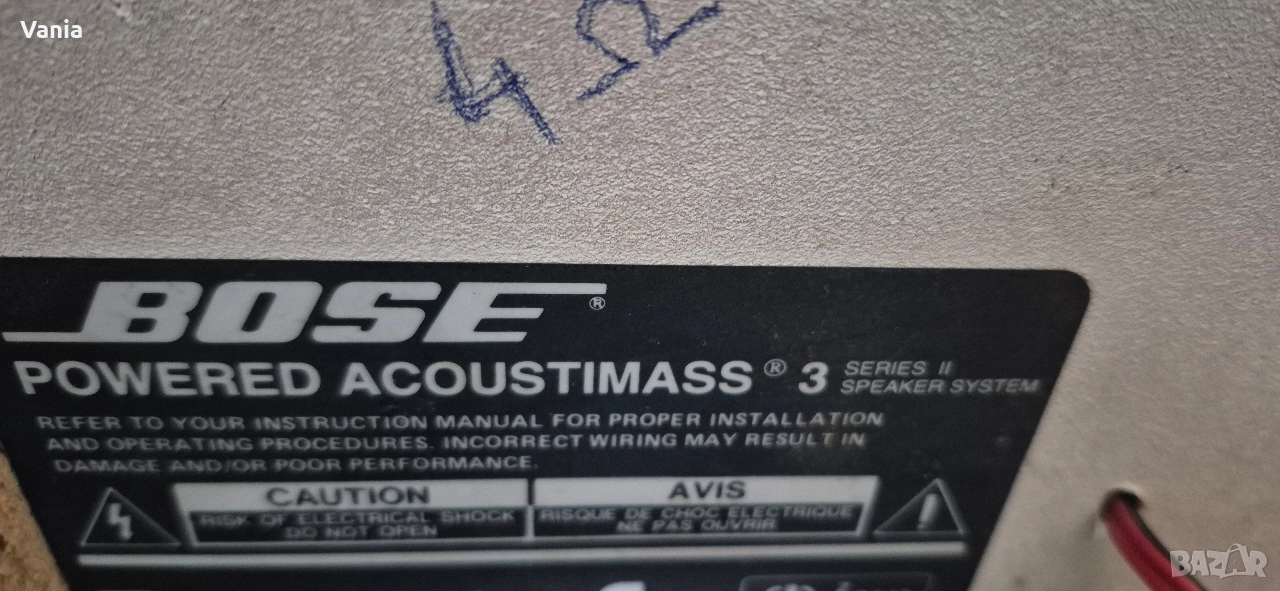 Vania
4 Ω
BOSE®
POWERED ACOUSTIMASS® 3 SERIES II SPEAKER SYSTEM
REFER TO YOUR INSTRUCTION MANUAL FOR PROPER INSTALLATION
AND OPERATING PROCEDURES. INCORRECT WIRING MAY RESULT IN
DAMAGE AND/OR POOR PERFORMANCE.
CAUTION
RISK OF ELECTRICAL SHOCK
DO NOT OPEN
AVIS
RISQUE DE CHOC ELECTRIQUE
NE PAS OUVRIR
BAZAR